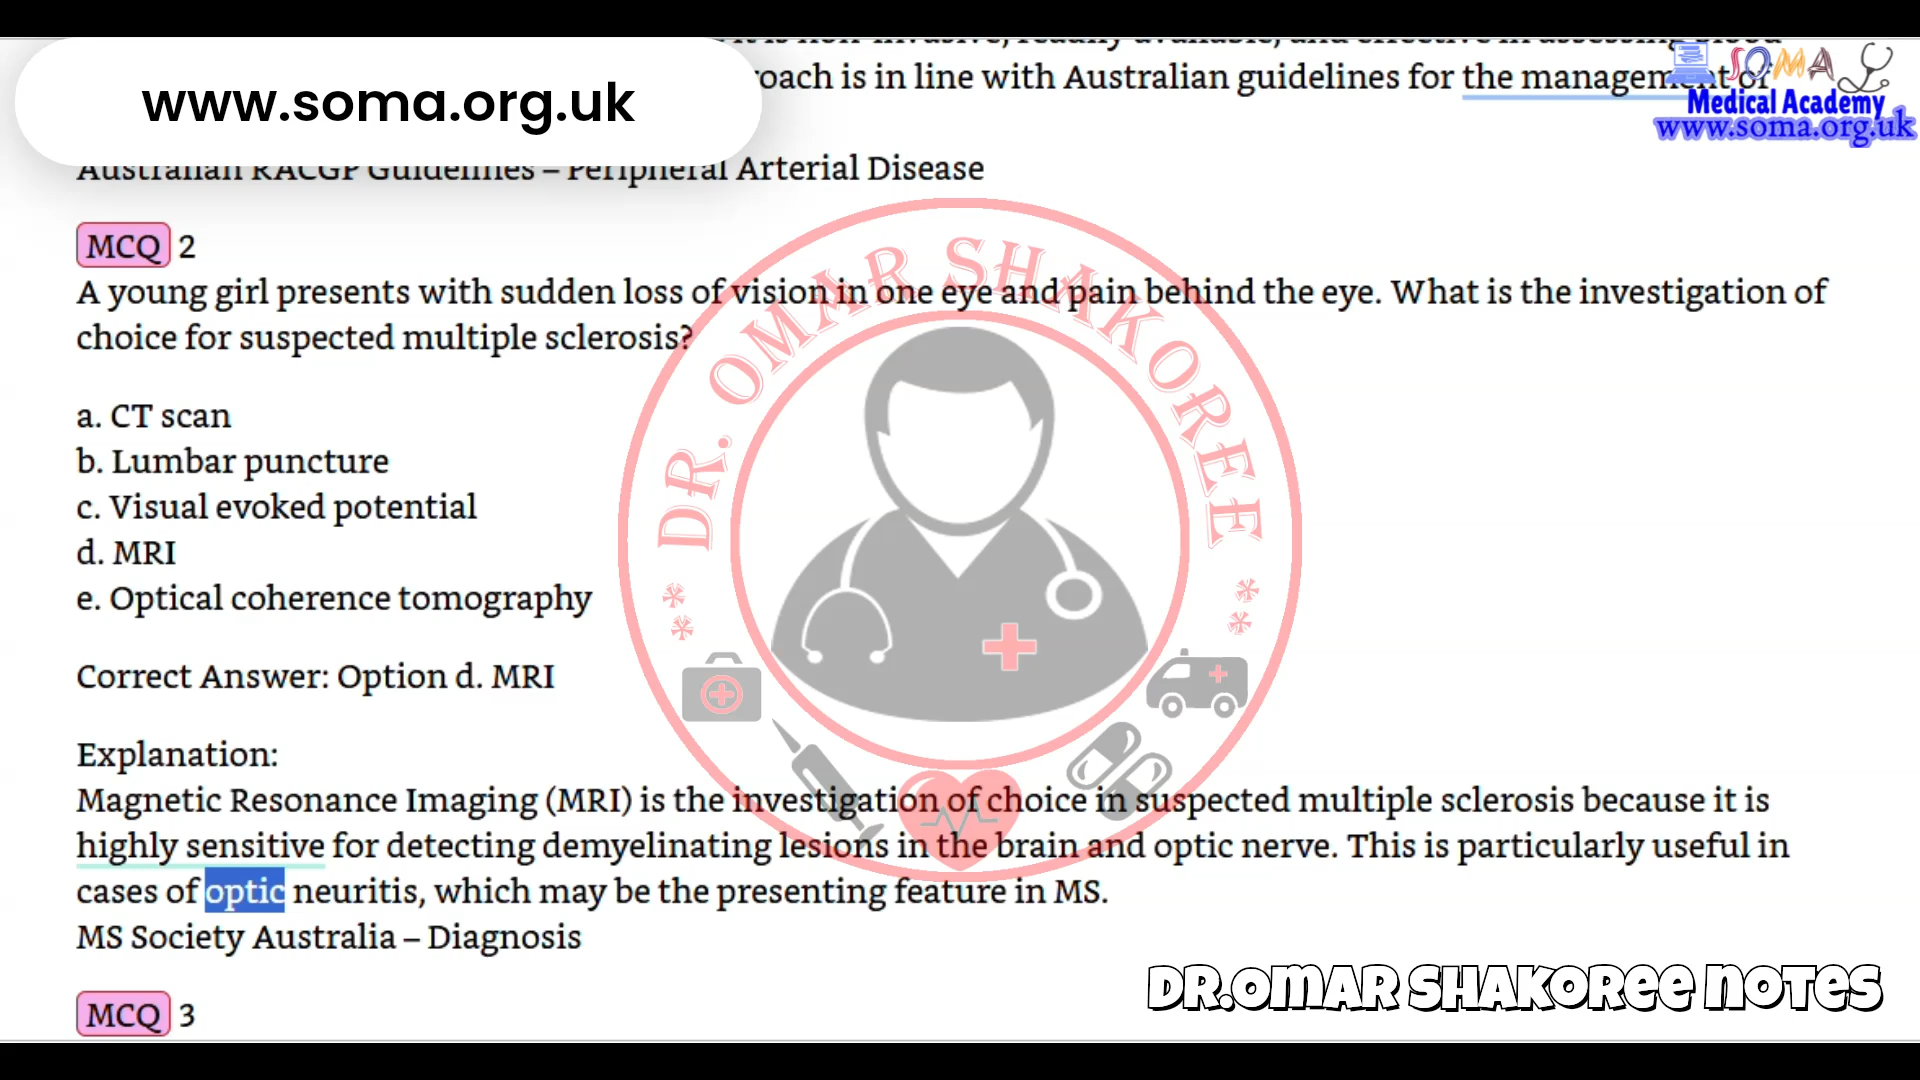 www.soma.org.uk
roach is in line with Australian guidelines for the management of
SOMA
Medical Academy
www.soma.org.uk
Australian RACGP Guidelines – Peripheral Arterial Disease
MCQ 2
A young girl presents with sudden loss of vision in one eye and pain behind the eye. What is the investigation of
choice for suspected multiple sclerosis?
a. CT scan
b. Lumbar puncture
c. Visual evoked potential
d. MRI
e. Optical coherence tomography
Correct Answer: Option d. MRI
Explanation:
Magnetic Resonance Imaging (MRI) is the investigation of choice in suspected multiple sclerosis because it is
highly sensitive for detecting demyelinating lesions in the brain and optic nerve. This is particularly useful in
cases of optic neuritis, which may be the presenting feature in MS.
MS Society Australia – Diagnosis
MCQ 3
DR. OMAR SHAKOREE
DR.OMAR SHAKOREE NOTES